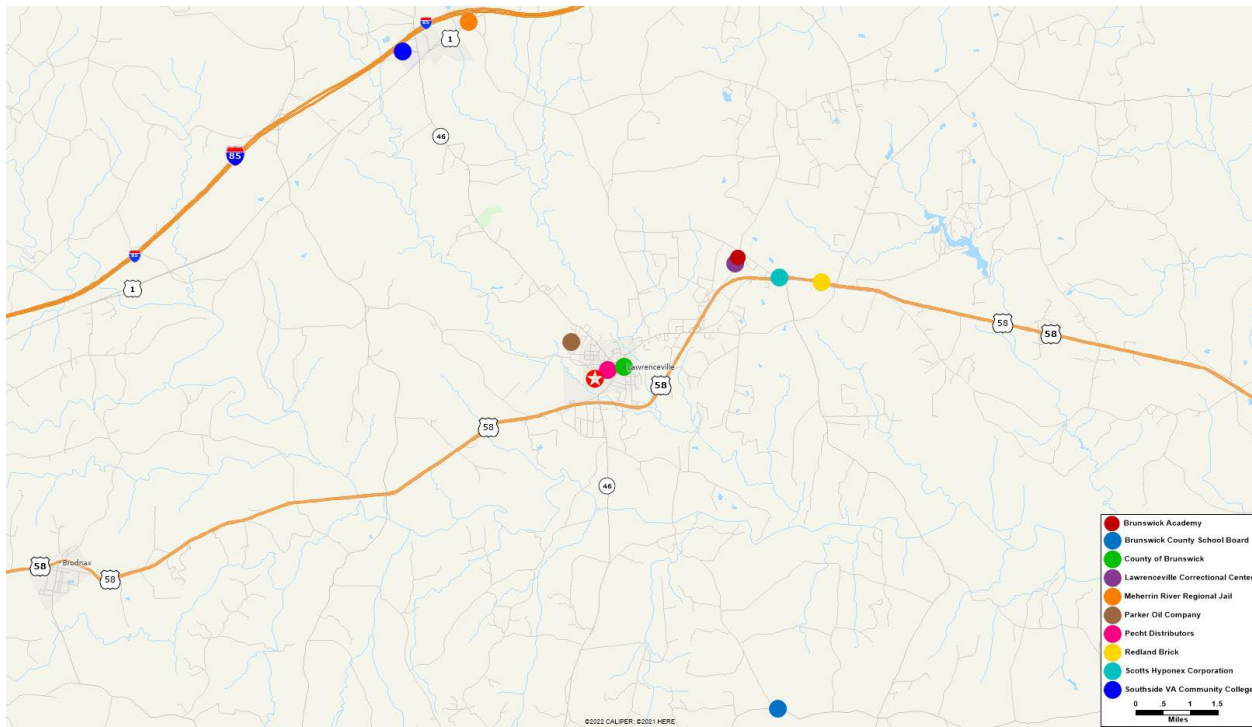 85
1
46
85
85
1
58
58
Lawrenceville
58
58
46
58
Brodnax
58
Brunswick Academy
Brunswick County School Board
County of Brunswick
Lawrenceville Correctional Center
Meherrin River Regional Jail
Parker Oil Company
Pecht Distributors
Redland Brick
Scotts Hyponex Corporation
Southside VA Community College
0 .5 1 1.5
Miles
©2022 CALIPER; ©2021 HERE